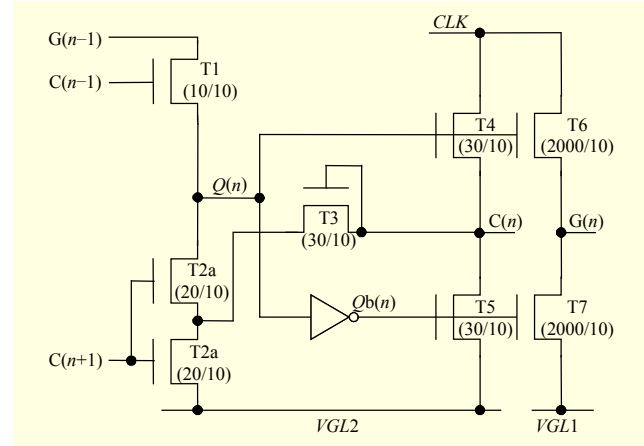 CLK
G(n−1)
C(n−1)
T1
(10/10)
T4
(30/10)
T6
(2000/10)
Q(n)
T3
(30/10)
C(n)
G(n)
T2a
(20/10)
Qb(n)
T5
(30/10)
T7
(2000/10)
C(n+1)
T2a
(20/10)
VGL2
VGL1